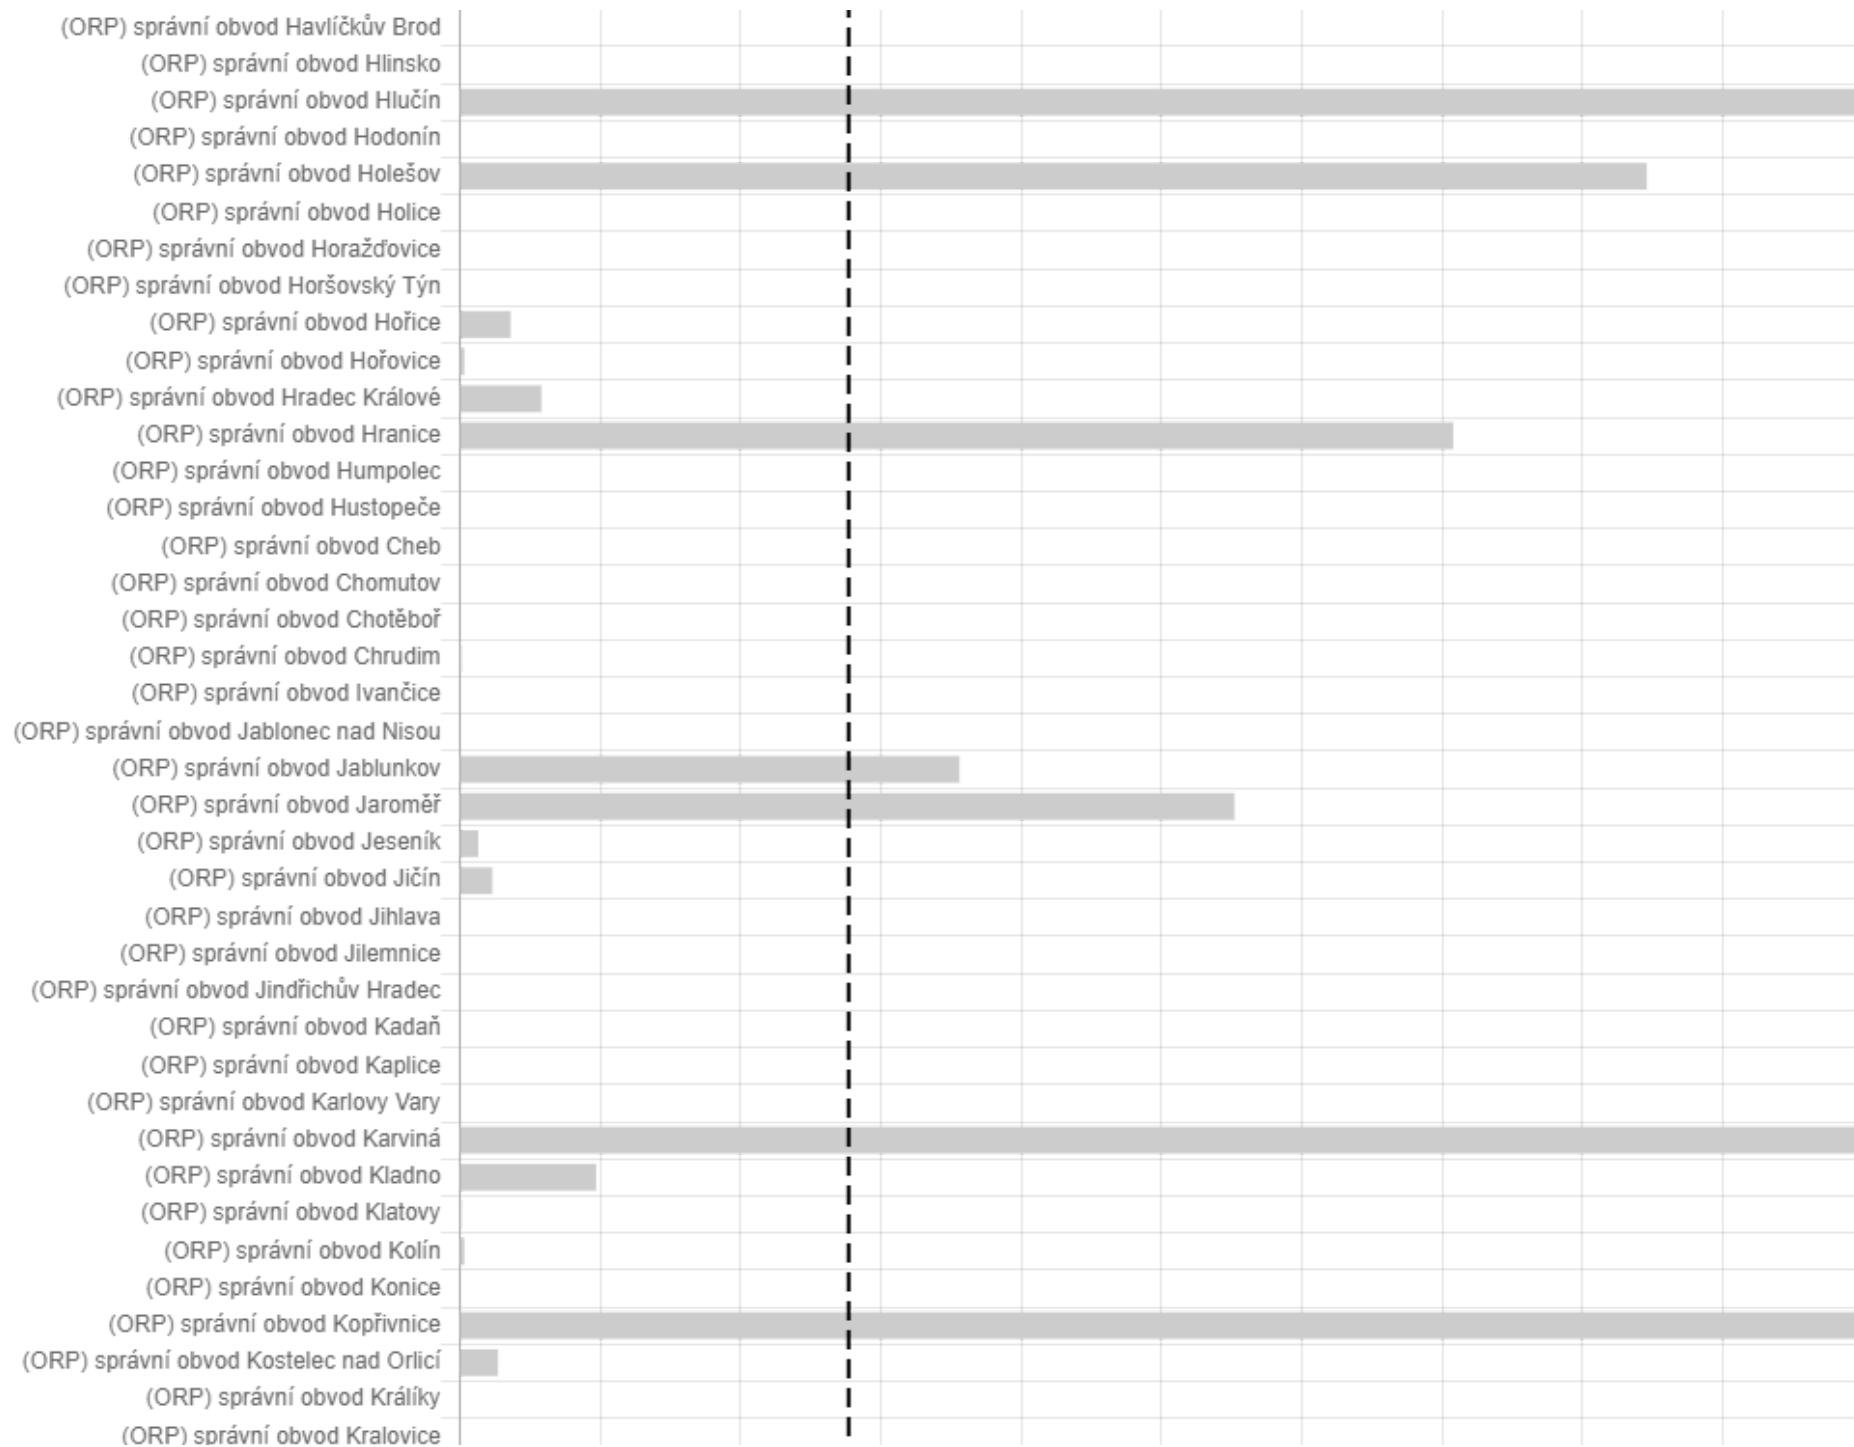 (ORP) správní obvod Havlíčkův Brod
(ORP) správní obvod Hlinsko
(ORP) správní obvod Hlučín
(ORP) správní obvod Hodonín
(ORP) správní obvod Holešov
(ORP) správní obvod Holice
(ORP) správní obvod Horažďovice
(ORP) správní obvod Horšovský Týn
(ORP) správní obvod Hořice
(ORP) správní obvod Hořovice
(ORP) správní obvod Hradec Králové
(ORP) správní obvod Hranice
(ORP) správní obvod Humpolec
(ORP) správní obvod Hustopeče
(ORP) správní obvod Cheb
(ORP) správní obvod Chomutov
(ORP) správní obvod Chotěboř
(ORP) správní obvod Chrudim
(ORP) správní obvod Ivančice
(ORP) správní obvod Jablonec nad Nisou
(ORP) správní obvod Jablunkov
(ORP) správní obvod Jaroměř
(ORP) správní obvod Jeseník
(ORP) správní obvod Jičín
(ORP) správní obvod Jihlava
(ORP) správní obvod Jilemnice
(ORP) správní obvod Jindřichův Hradec
(ORP) správní obvod Kadaň
(ORP) správní obvod Kaplice
(ORP) správní obvod Karlovy Vary
(ORP) správní obvod Karviná
(ORP) správní obvod Kladno
(ORP) správní obvod Klatovy
(ORP) správní obvod Kolín
(ORP) správní obvod Konice
(ORP) správní obvod Kopřivnice
(ORP) správní obvod Kostelec nad Orlicí
(ORP) správní obvod Králíky
(ORP) správní obvod Kralovice